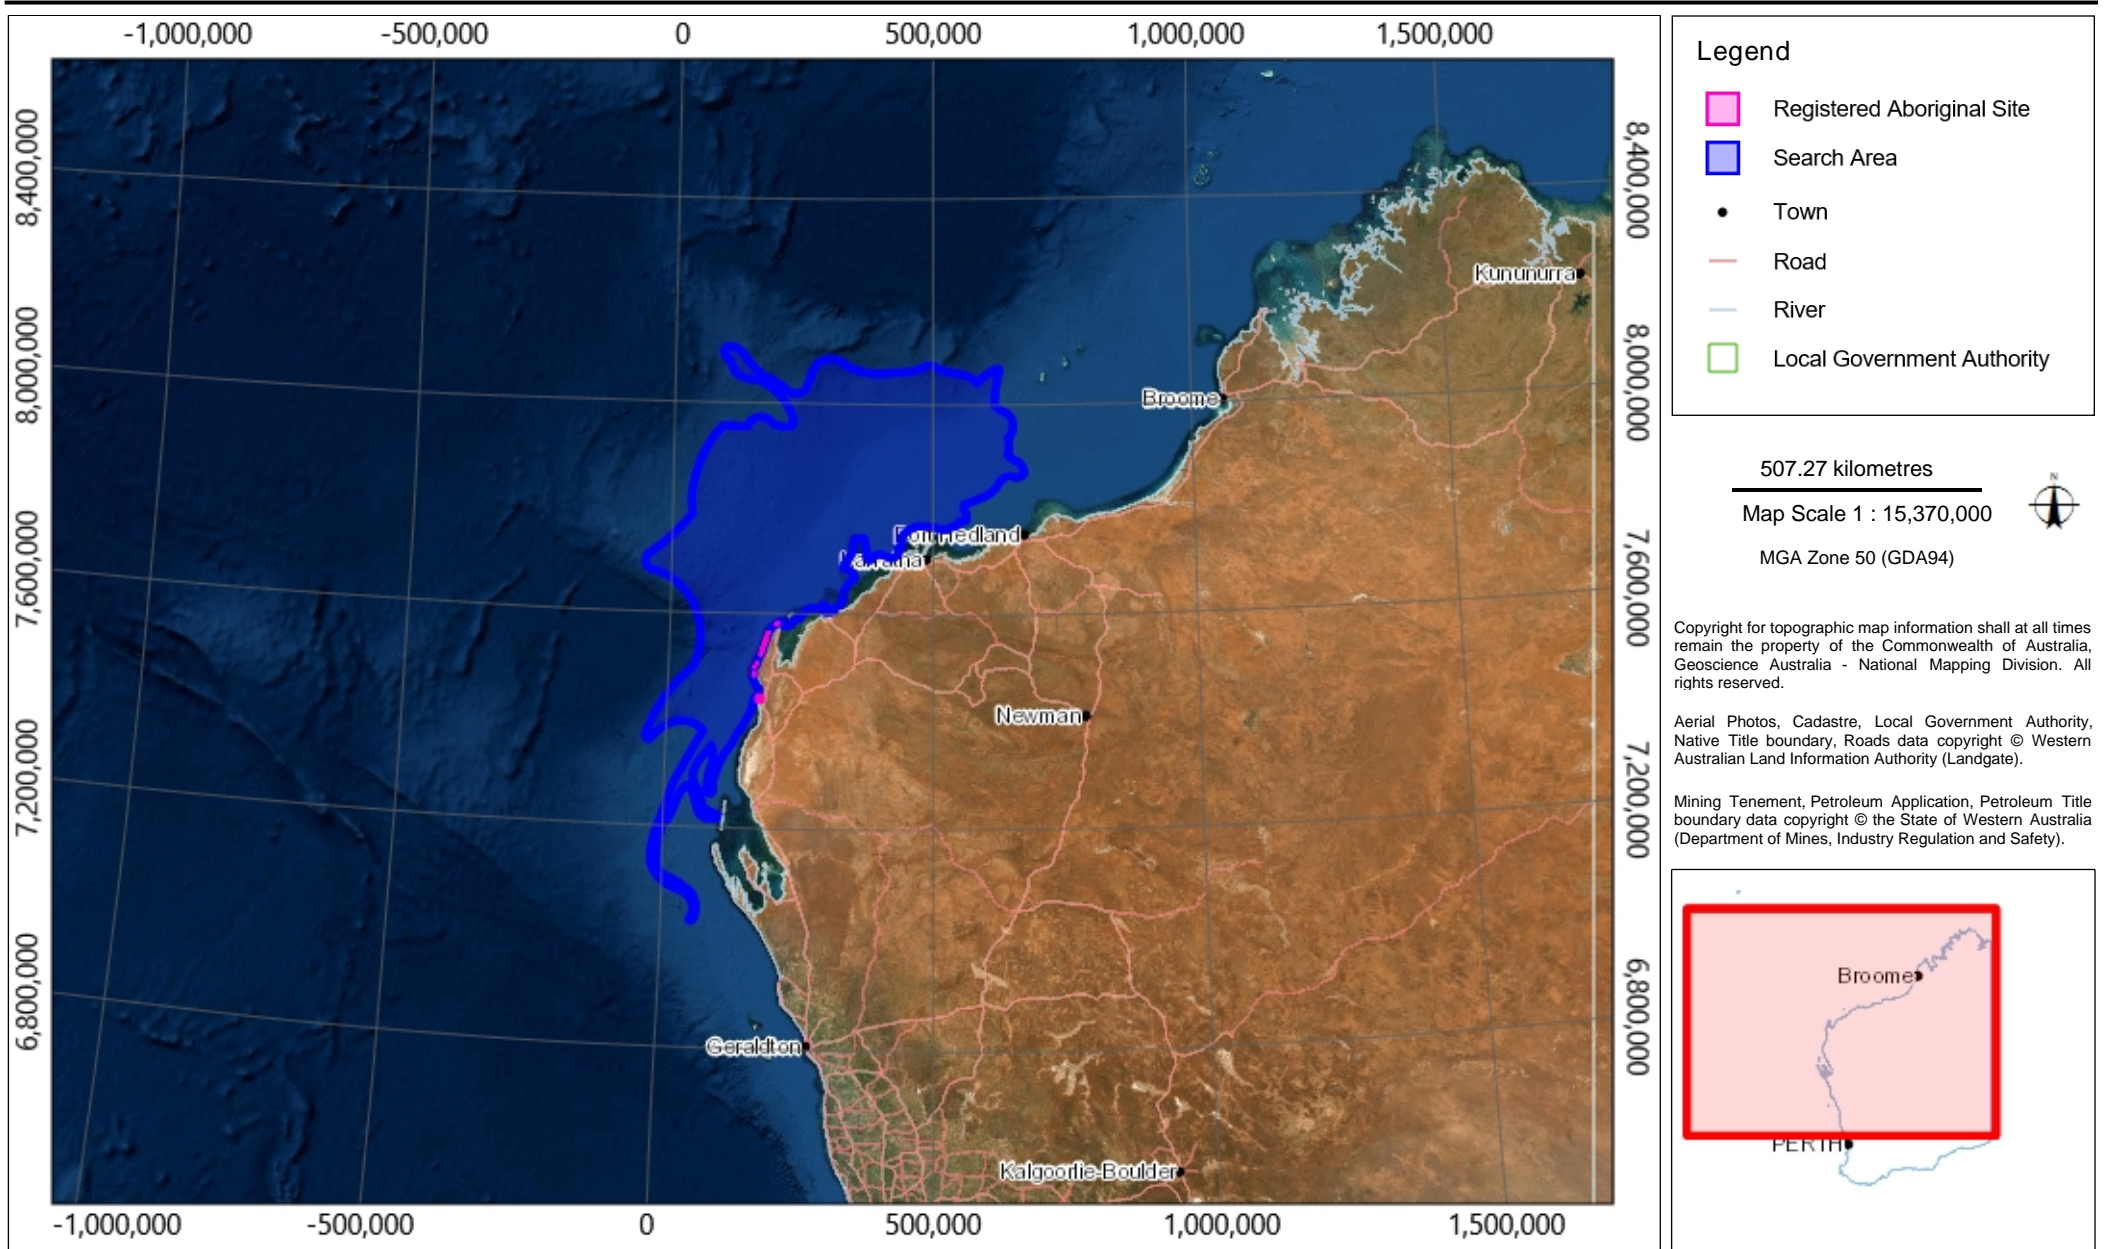 -1,000,000 -500,000 0 500,000 1,000,000 1,500,000
8,400,000
8,000,000
7,600,000
7,200,000
6,800,000
8,400,000
8,000,000
7,600,000
7,200,000
6,800,000
Kununurra
Broome
Port Hedland
Karratha
Newman
Geraldton
Kalgoorlie-Boulder
-1,000,000 -500,000 0 500,000 1,000,000 1,500,000
Legend
Registered Aboriginal Site
Search Area
Town
Road
River
Local Government Authority
507.27 kilometres
Map Scale 1 : 15,370,000
MGA Zone 50 (GDA94)
N
Copyright for topographic map information shall at all times
remain the property of the Commonwealth of Australia,
Geoscience Australia - National Mapping Division. All
rights reserved.
Aerial Photos, Cadastre, Local Government Authority,
Native Title boundary, Roads data copyright © Western
Australian Land Information Authority (Landgate).
Mining Tenement, Petroleum Application, Petroleum Title
boundary data copyright © the State of Western Australia
(Department of Mines, Industry Regulation and Safety).
Broome
PERTH